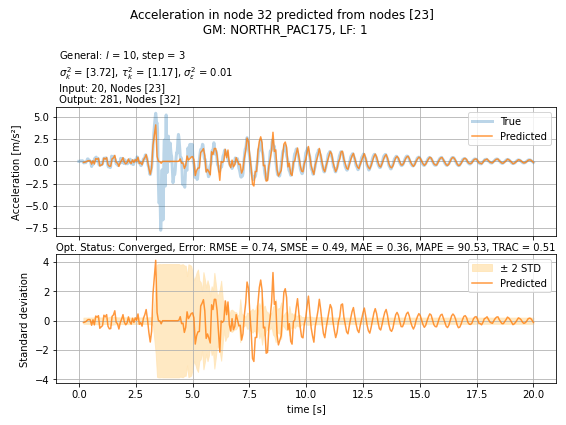 Acceleration in node 32 predicted from nodes [23]
GM: NORTHR_PAC175, LF: 1
General: l = 10, step = 3
σ²ₖ = [3.72], τ²ₖ = [1.17], σ²ε = 0.01
Input: 20, Nodes [23]
Output: 281, Nodes [32]
Acceleration [m/s²]
5.0
2.5
0.0
−2.5
−5.0
−7.5
True
Predicted
Opt. Status: Converged, Error: RMSE = 0.74, SMSE = 0.49, MAE = 0.36, MAPE = 90.53, TRAC = 0.51
Standard deviation
4
2
0
−2
−4
± 2 STD
Predicted
0.0 2.5 5.0 7.5 10.0 12.5 15.0 17.5 20.0
time [s]